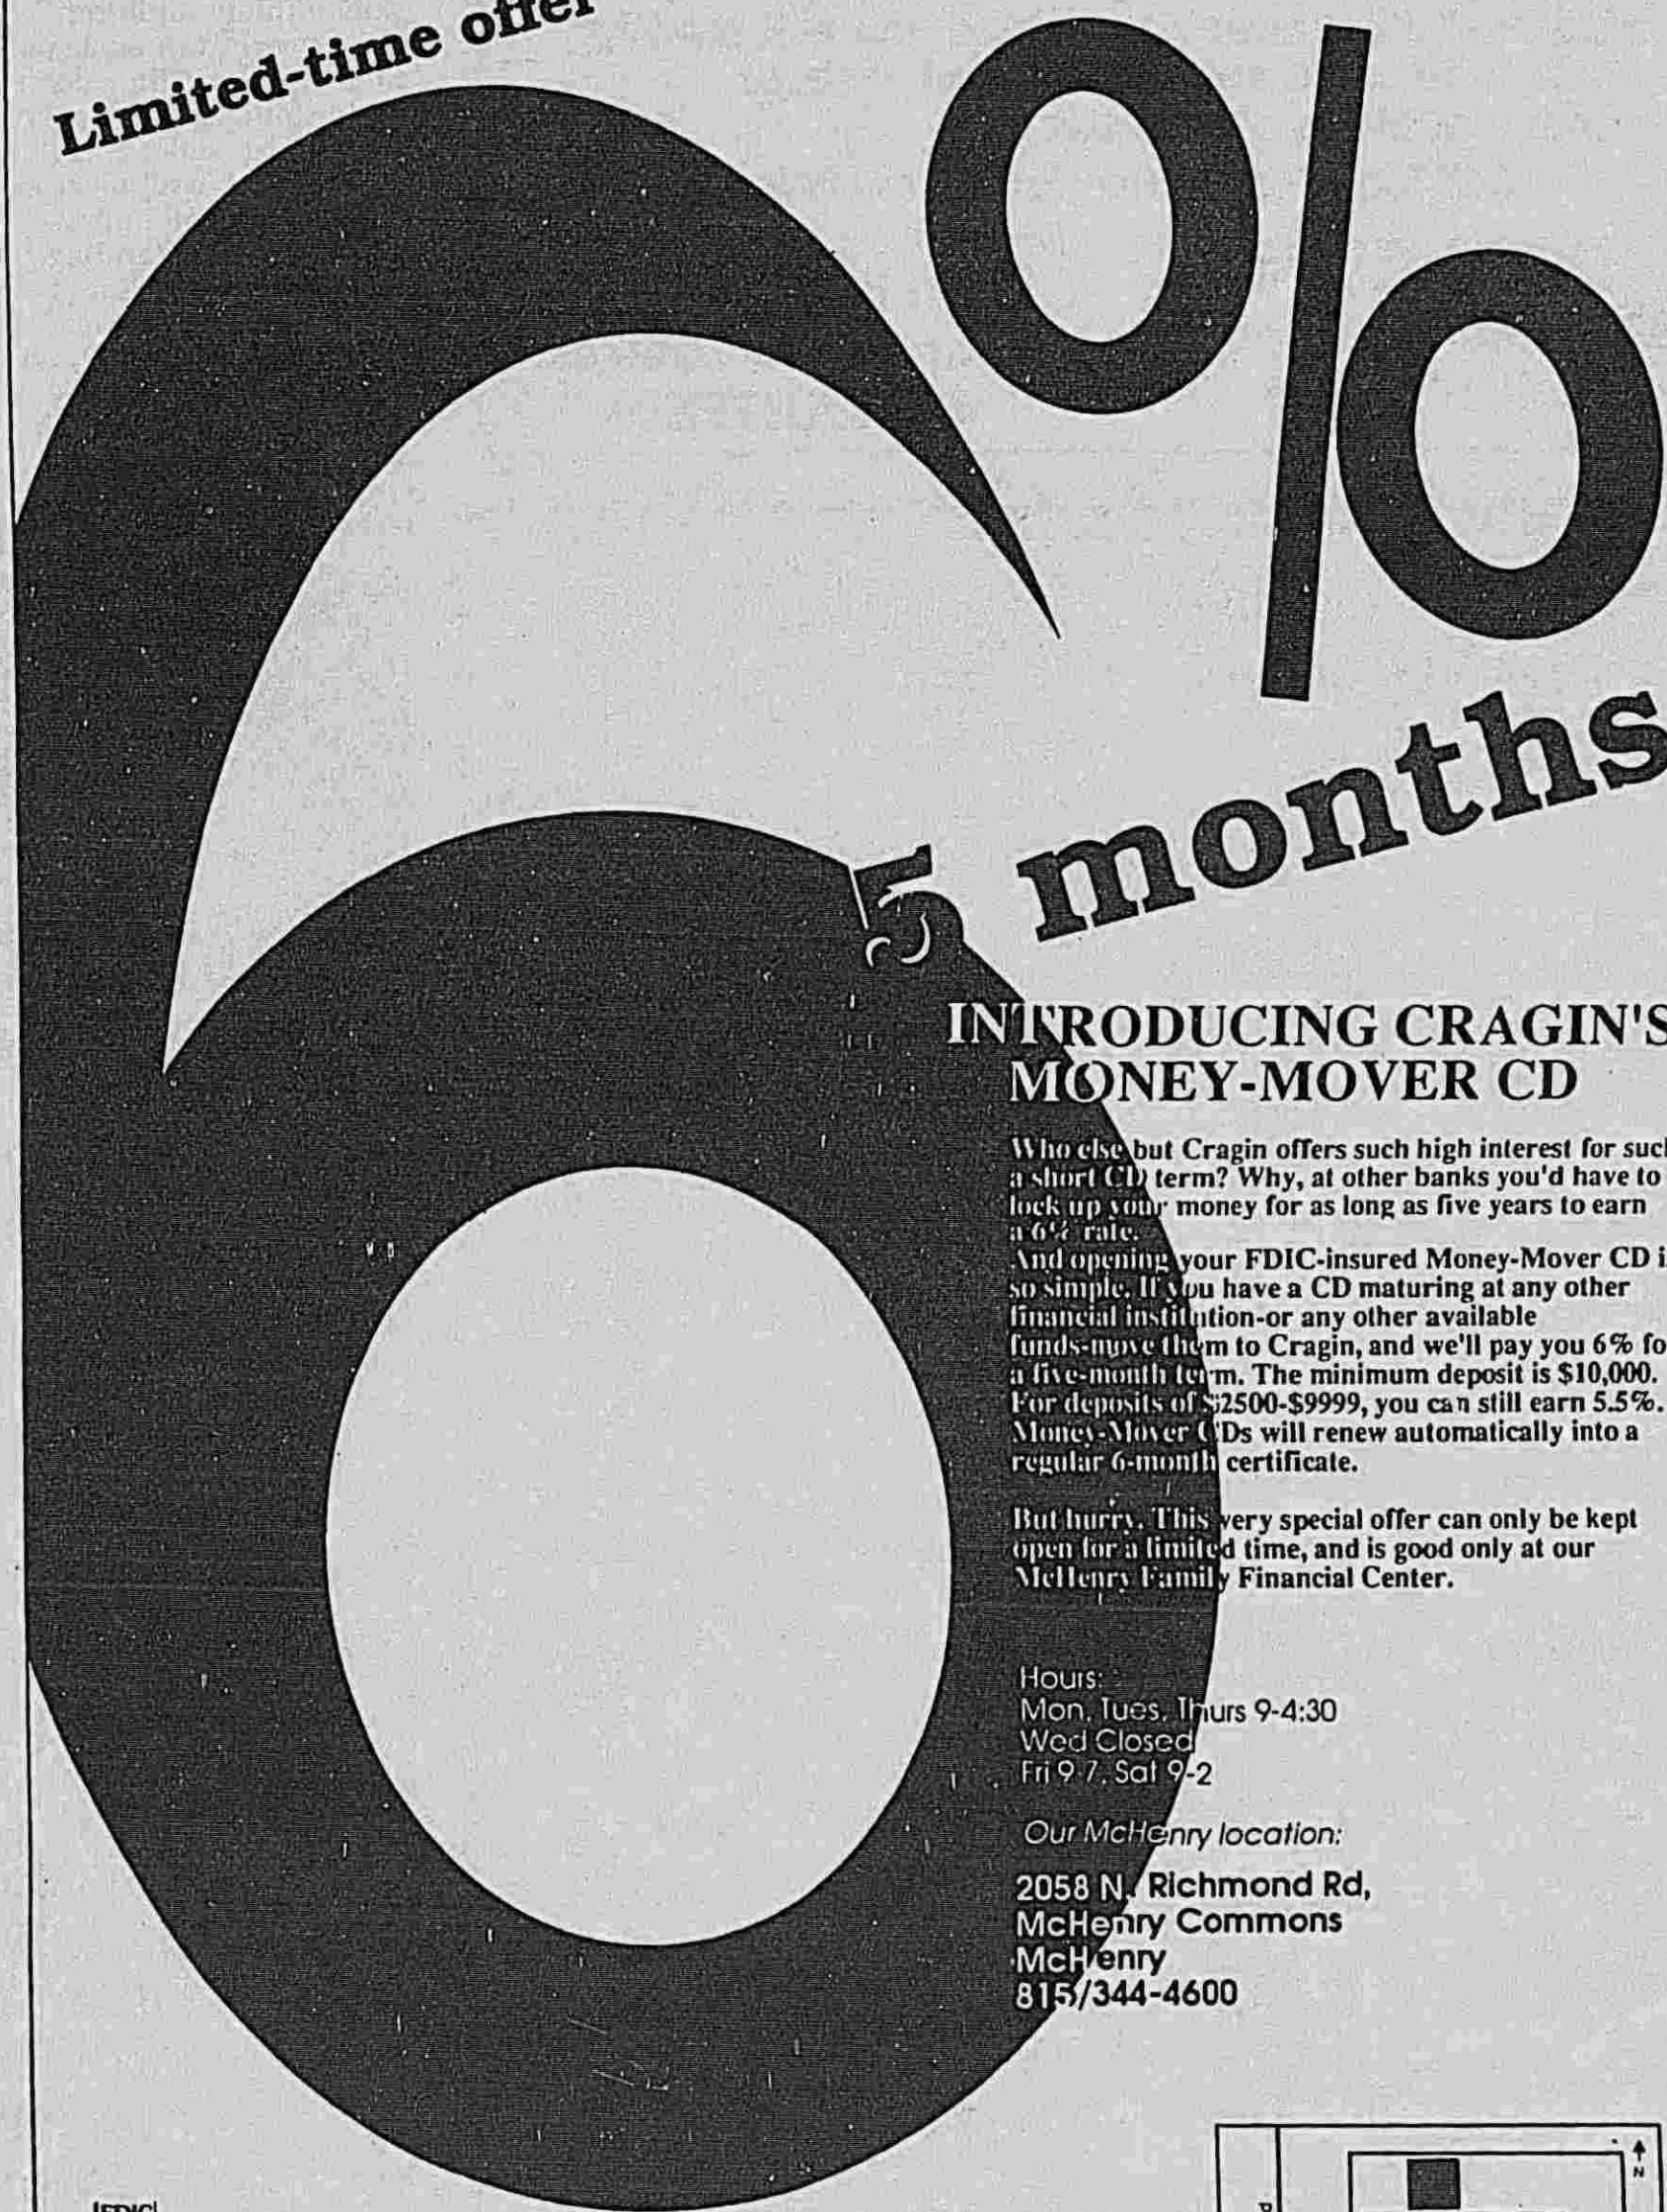 Limited-time offer
6%
5 months
INTRODUCING CRAGIN'S
MONEY-MOVER CD
Who else but Cragin offers such high interest for such
a short CD term? Why, at other banks you'd have to
lock up your money for as long as five years to earn
a 6% rate.
And opening your FDIC-insured Money-Mover CD i
so simple. If you have a CD maturing at any other
financial institution-or any other available
funds-move them to Cragin, and we'll pay you 6% fo
a five-month term. The minimum deposit is $10,000.
For deposits of $2500-$9999, you can still earn 5.5%.
Money-Mover CDs will renew automatically into a
regular 6-month certificate.
But hurry. This very special offer can only be kept
open for a limited time, and is good only at our
McHenry Family Financial Center.
Hours:
Mon, Tues, Thurs 9-4:30
Wed Closed
Fri 9-7, Sat 9-2
Our McHenry location:
2058 N. Richmond Rd,
McHenry Commons
McHenry
815/344-4600
N
FDIC